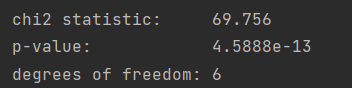 chi2 statistic:     69.756
p-value:            4.5888e-13
degrees of freedom: 6